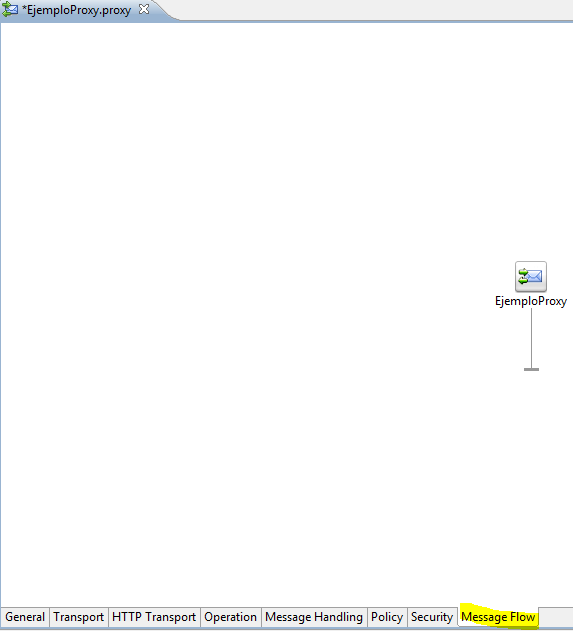 *EjemploProxy.proxy
EjemploProxy
General Transport HTTP Transport Operation Message Handling Policy Security Message Flow